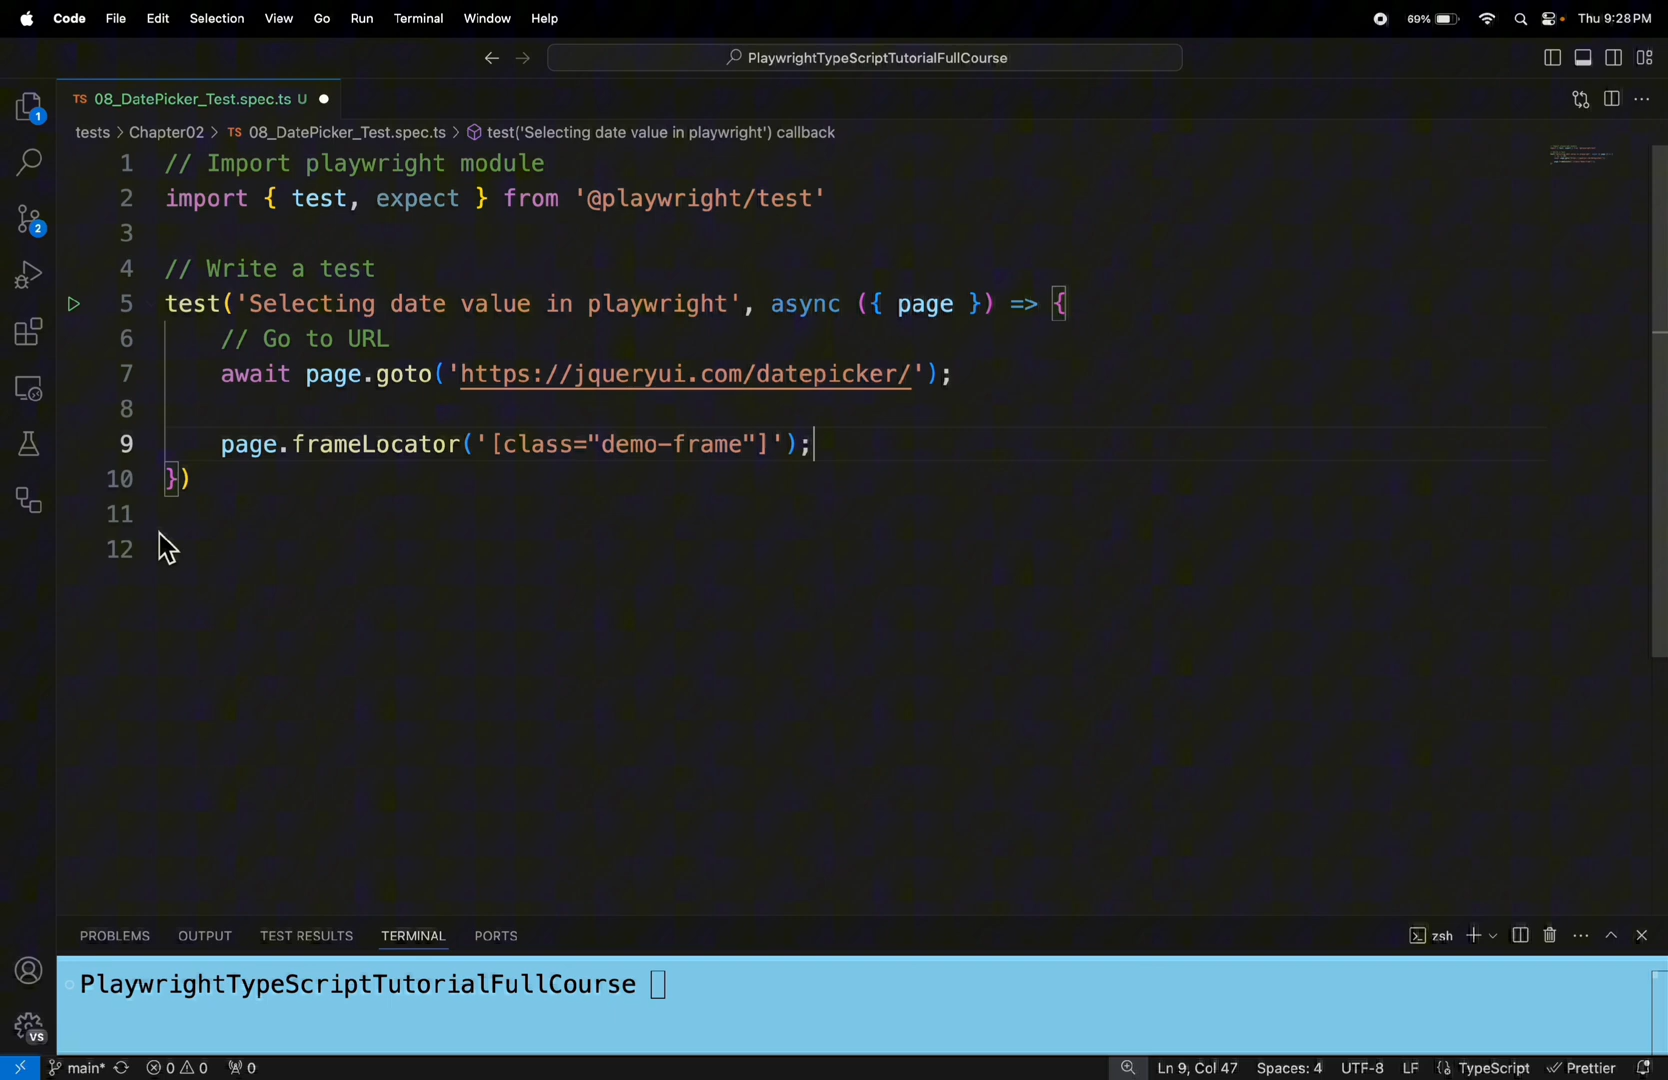 Code File Edit Selection View Go Run Terminal Window Help 69% Thu 9:28 PM
PlaywrightTypeScriptTutorialFullCourse
TS 08_DatePicker_Test.spec.ts U
tests > Chapter02 > TS 08_DatePicker_Test.spec.ts > test('Selecting date value in playwright') callback
1 // Import playwright module
2 import { test, expect } from '@playwright/test'
3
4 // Write a test
5 test('Selecting date value in playwright', async ({ page }) => {
6 // Go to URL
7 await page.goto('https://jqueryui.com/datepicker/');
8
9 page.frameLocator('[class="demo-frame"]');
10 })
11
12
1
2
PROBLEMS OUTPUT TEST RESULTS TERMINAL PORTS zsh
PlaywrightTypeScriptTutorialFullCourse
VS
main* 0 0 0 Ln 9, Col 47 Spaces: 4 UTF-8 LF TypeScript Prettier